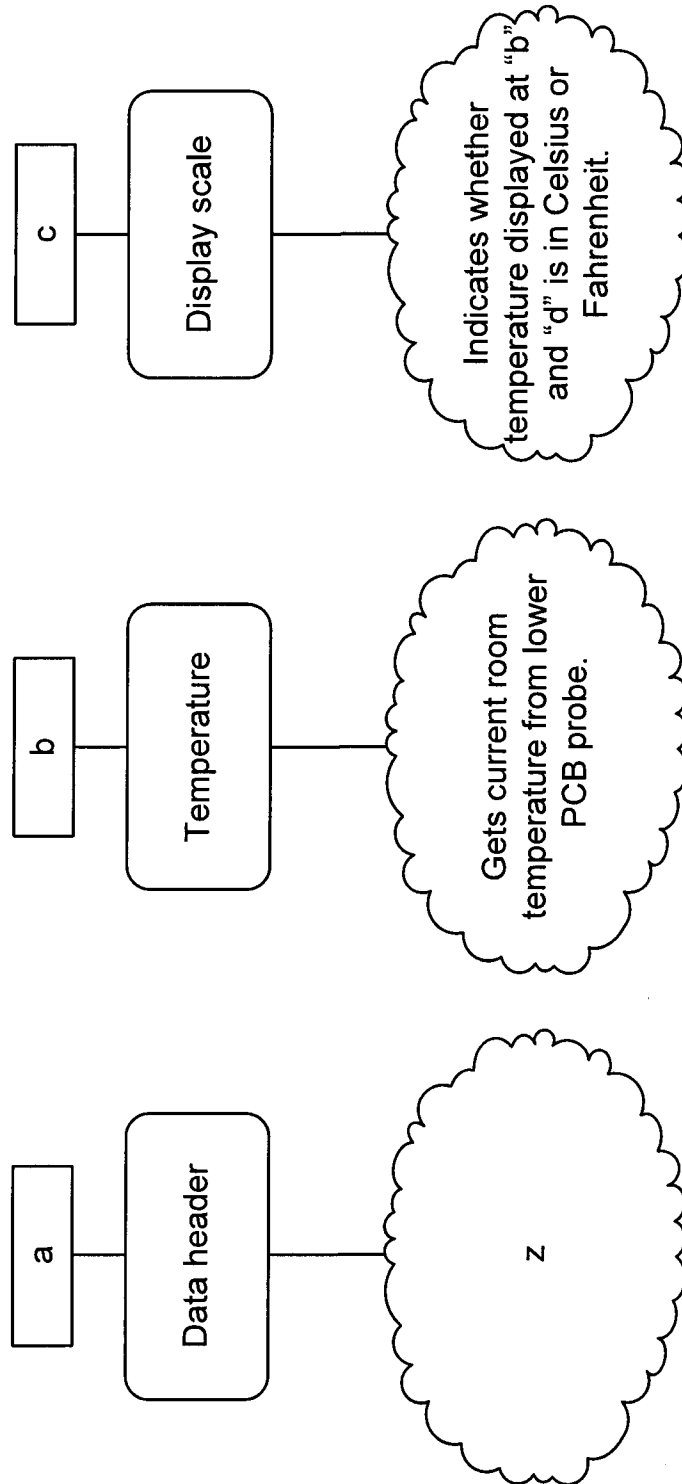 a
Data header
z
b
Temperature
Gets current room
temperature from lower
PCB probe.
c
Display scale
Indicates whether
temperature displayed at “b”
and “d” is in Celsius or
Fahrenheit.